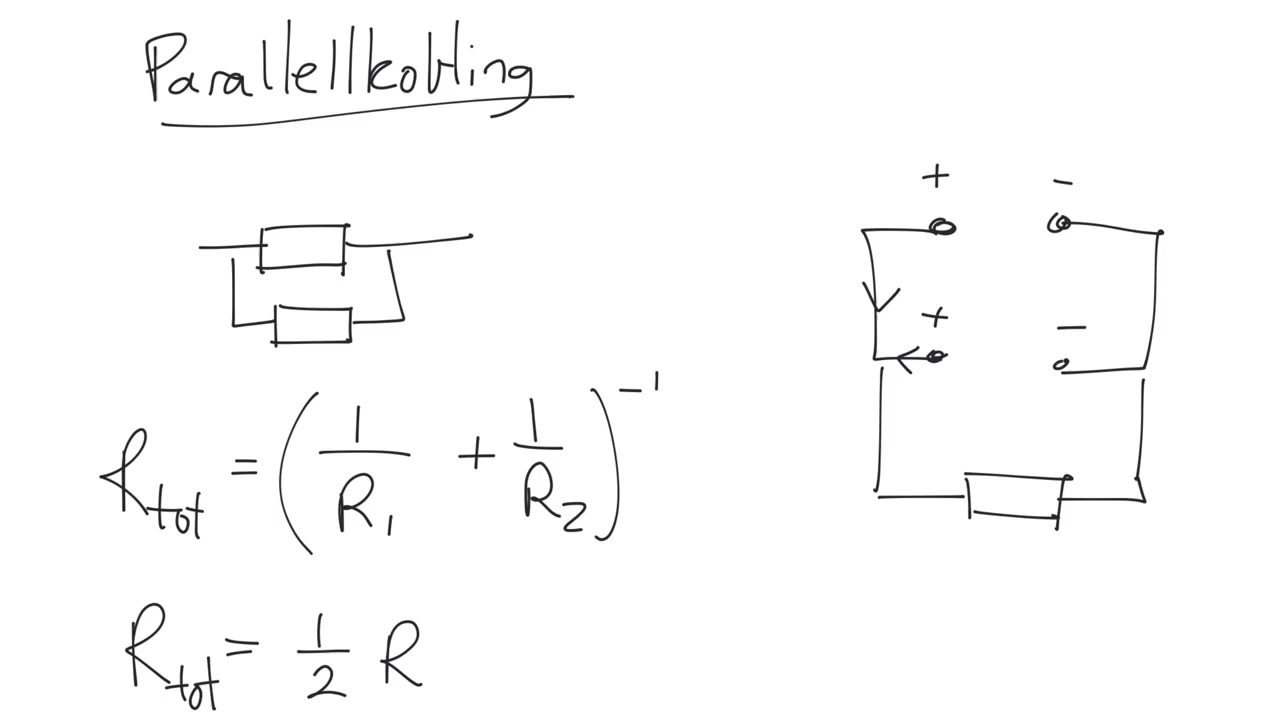 Parallellkobling
R_tot = (1/R_1 + 1/R_2)^-1
R_tot = 1/2 R
+ -
+ -